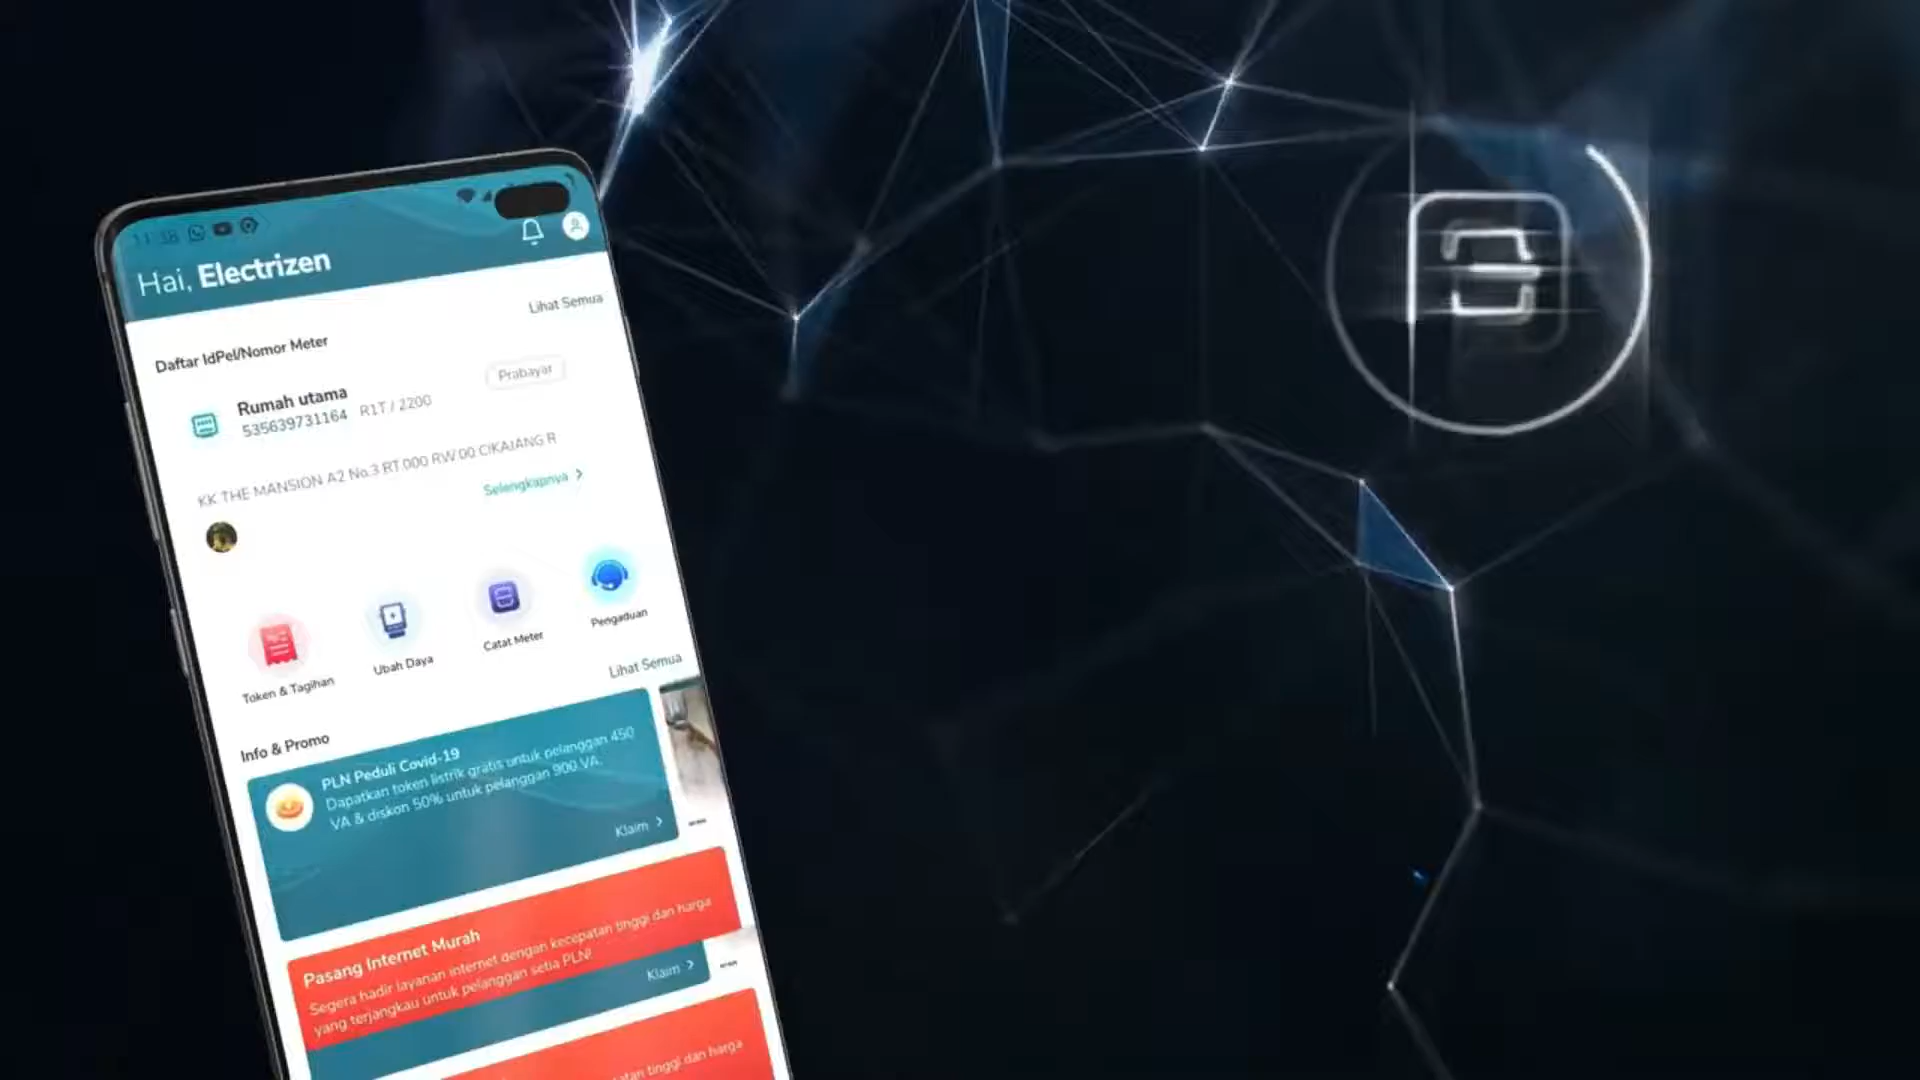 11:38
Hai, Electrizen
Lihat Semua
Daftar IdPel/Nomor Meter
Prabayar
Rumah utama
535639731164 R1T / 2200
KK THE MANSION A2 No.3 RT.000 RW.00 CIKAJANG R
Selengkapnya >
Token & Tagihan
Ubah Daya
Catat Meter
Pengaduan
Lihat Semua
Info & Promo
PLN Peduli Covid-19
Dapatkan token listrik gratis untuk pelanggan 450
VA & diskon 50% untuk pelanggan 900 VA.
Klaim >
Pasang Internet Murah
Segera hadir layanan internet dengan kecepatan tinggi dan harga
yang terjangkau untuk pelanggan setia PLN!
Klaim >
tinggi dan harga